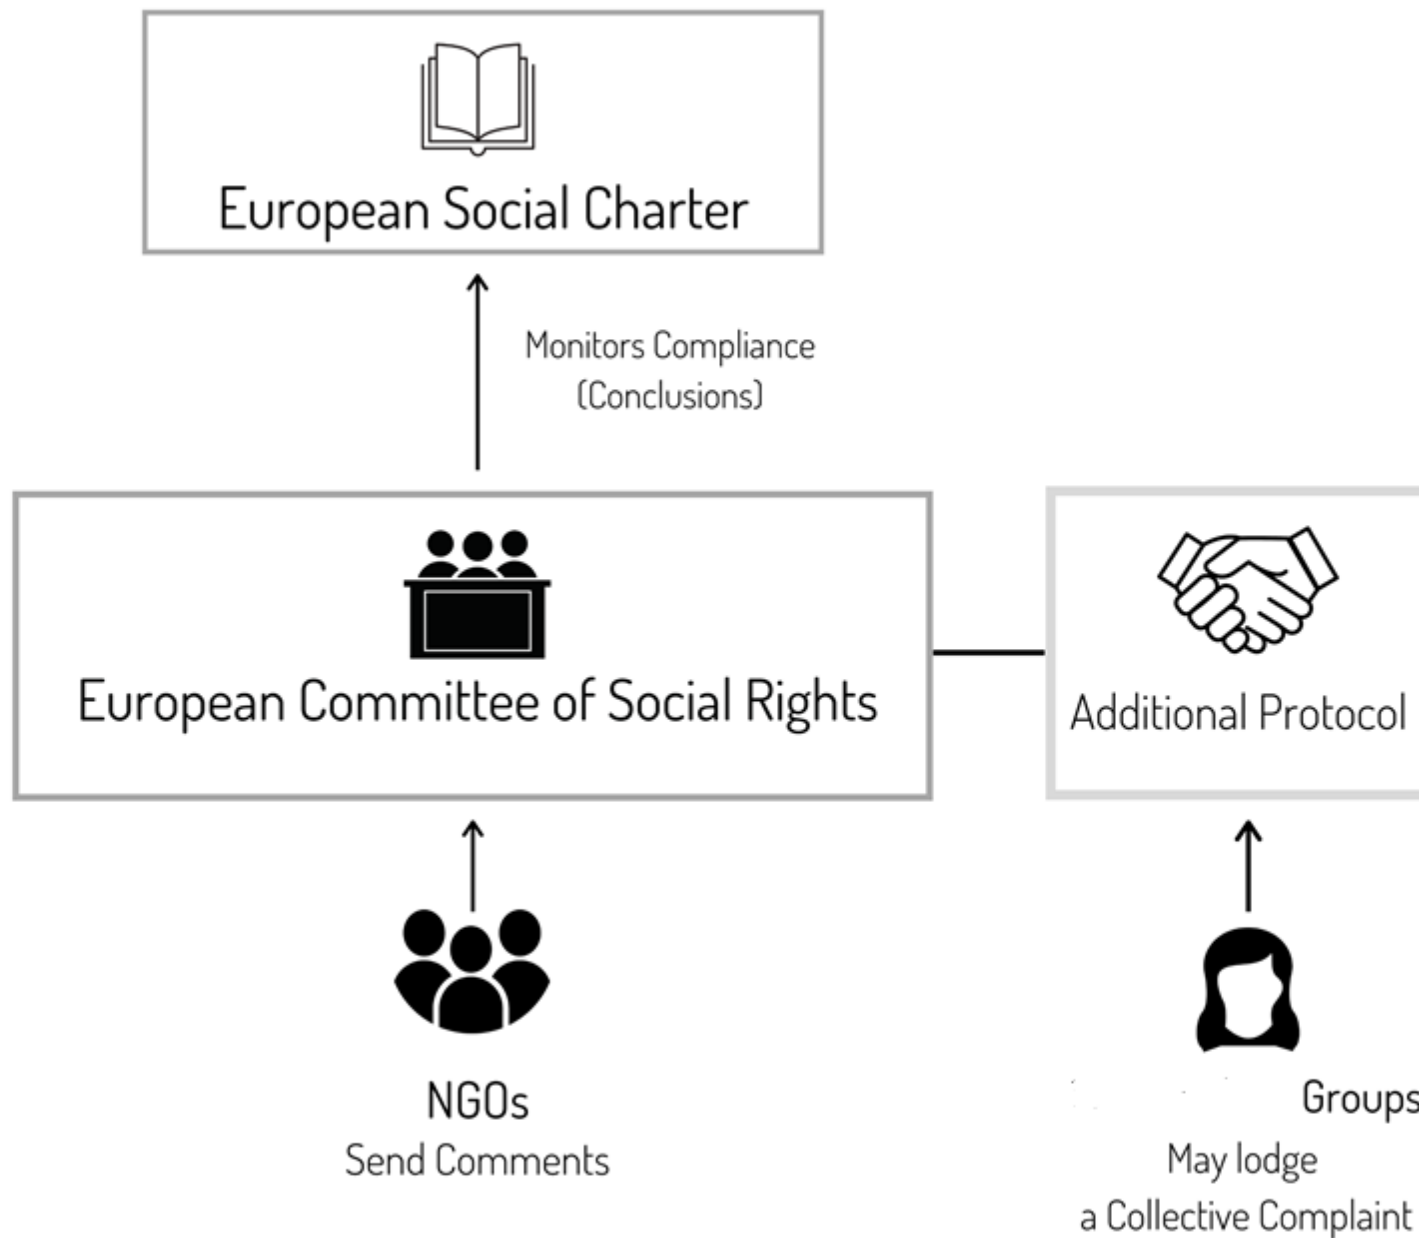 European Social Charter
Monitors Compliance
(Conclusions)
European Committee of Social Rights
Additional Protocol
NGOs
Send Comments
Groups
May lodge
a Collective Complaint